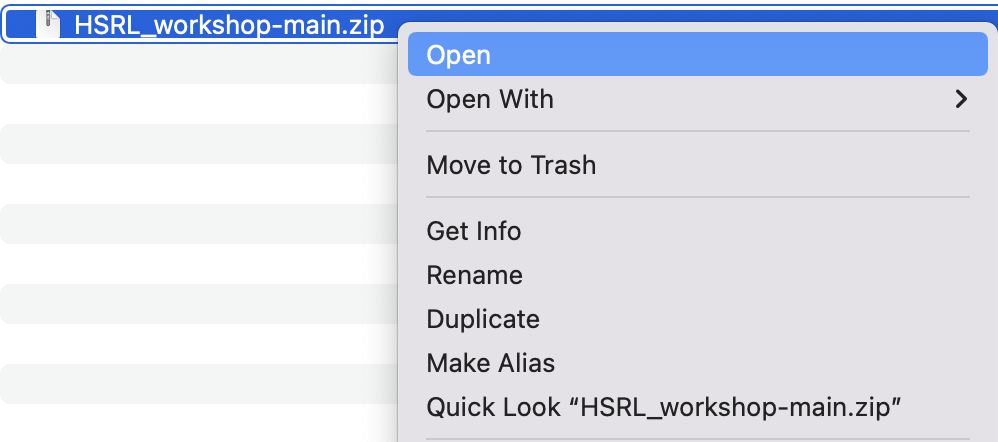 HSRL_workshop-main.zip
Open
Open With
Move to Trash
Get Info
Rename
Duplicate
Make Alias
Quick Look “HSRL_workshop-main.zip”